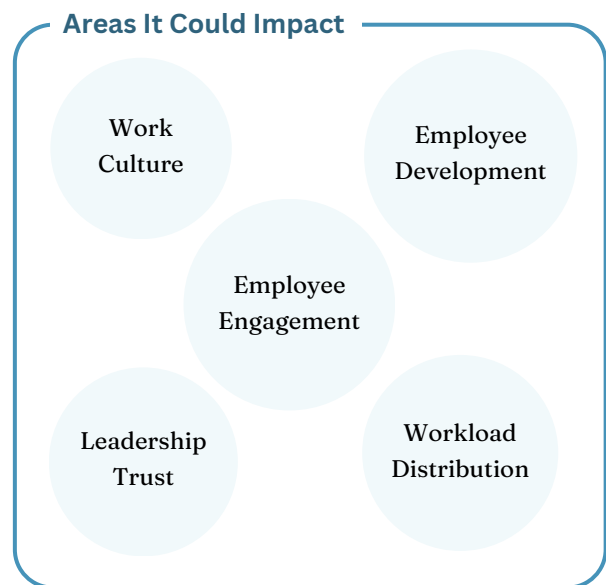 Areas It Could Impact
Work
Culture
Employee
Development
Employee
Engagement
Leadership
Trust
Workload
Distribution